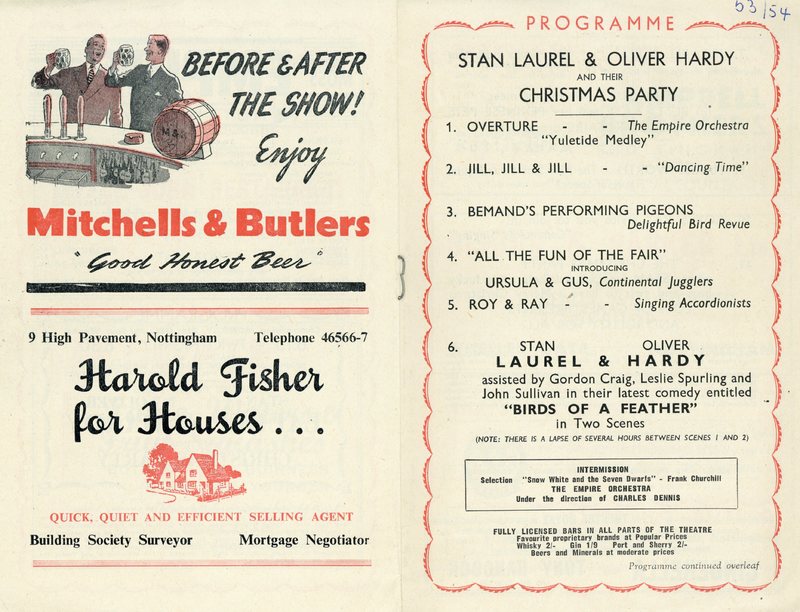 BEFORE & AFTER
THE SHOW!
Enjoy
Mitchells & Butlers
"Good Honest Beer"
9 High Pavement, Nottingham Telephone 46566-7
Harold Fisher
for Houses . . .
QUICK, QUIET AND EFFICIENT SELLING AGENT
Building Society Surveyor Mortgage Negotiator
53/54
PROGRAMME
STAN LAUREL & OLIVER HARDY
AND THEIR
CHRISTMAS PARTY
1. OVERTURE - - The Empire Orchestra
"Yuletide Medley"
2. JILL, JILL & JILL - - "Dancing Time"
3. BEMAND'S PERFORMING PIGEONS
Delightful Bird Revue
4. "ALL THE FUN OF THE FAIR"
INTRODUCING
URSULA & GUS, Continental Jugglers
5. ROY & RAY - - Singing Accordionists
6. STAN OLIVER
LAUREL & HARDY
assisted by Gordon Craig, Leslie Spurling and
John Sullivan in their latest comedy entitled
"BIRDS OF A FEATHER"
in Two Scenes
(NOTE: THERE IS A LAPSE OF SEVERAL HOURS BETWEEN SCENES 1 AND 2)
INTERMISSION
Selection "Snow White and the Seven Dwarfs" - Frank Churchill
THE EMPIRE ORCHESTRA
Under the direction of CHARLES DENNIS
FULLY LICENSED BARS IN ALL PARTS OF THE THEATRE
Favourite proprietary brands at Popular Prices
Whisky 2/- Gin 1/9 Port and Sherry 2/-
Beers and Minerals at moderate prices
Programme continued overleaf